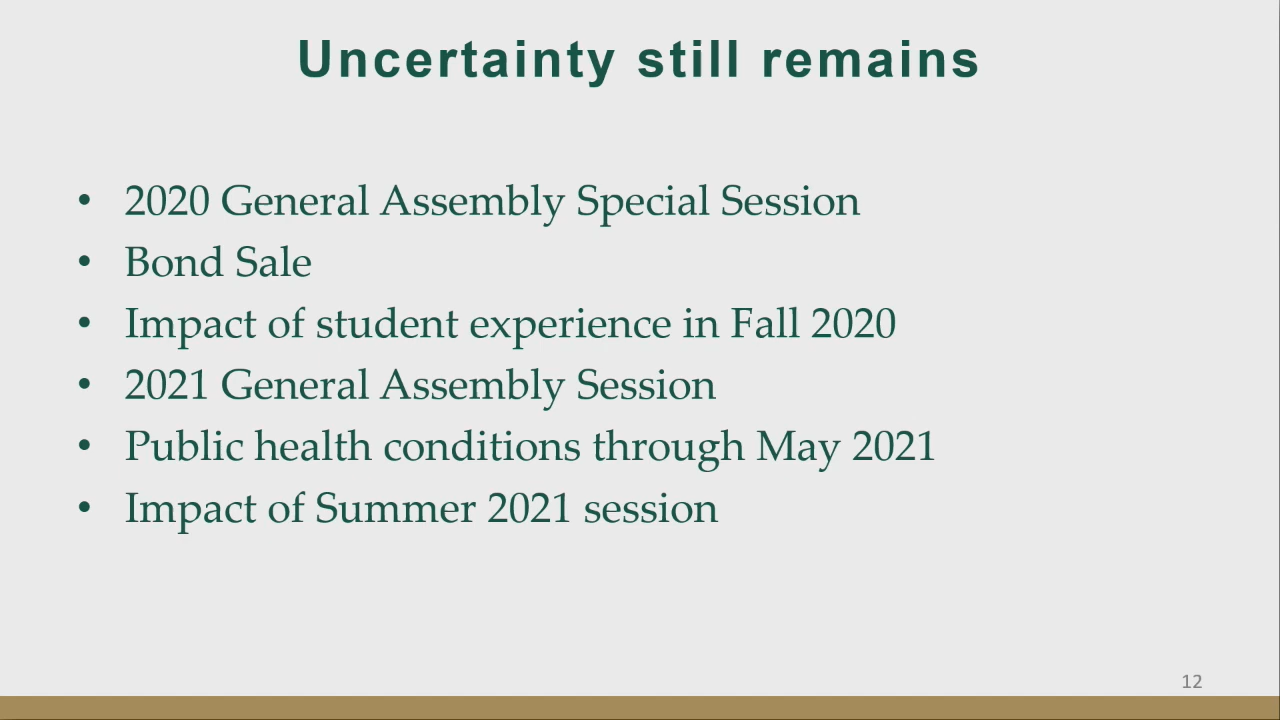 Uncertainty still remains
• 2020 General Assembly Special Session
• Bond Sale
• Impact of student experience in Fall 2020
• 2021 General Assembly Session
• Public health conditions through May 2021
• Impact of Summer 2021 session
12